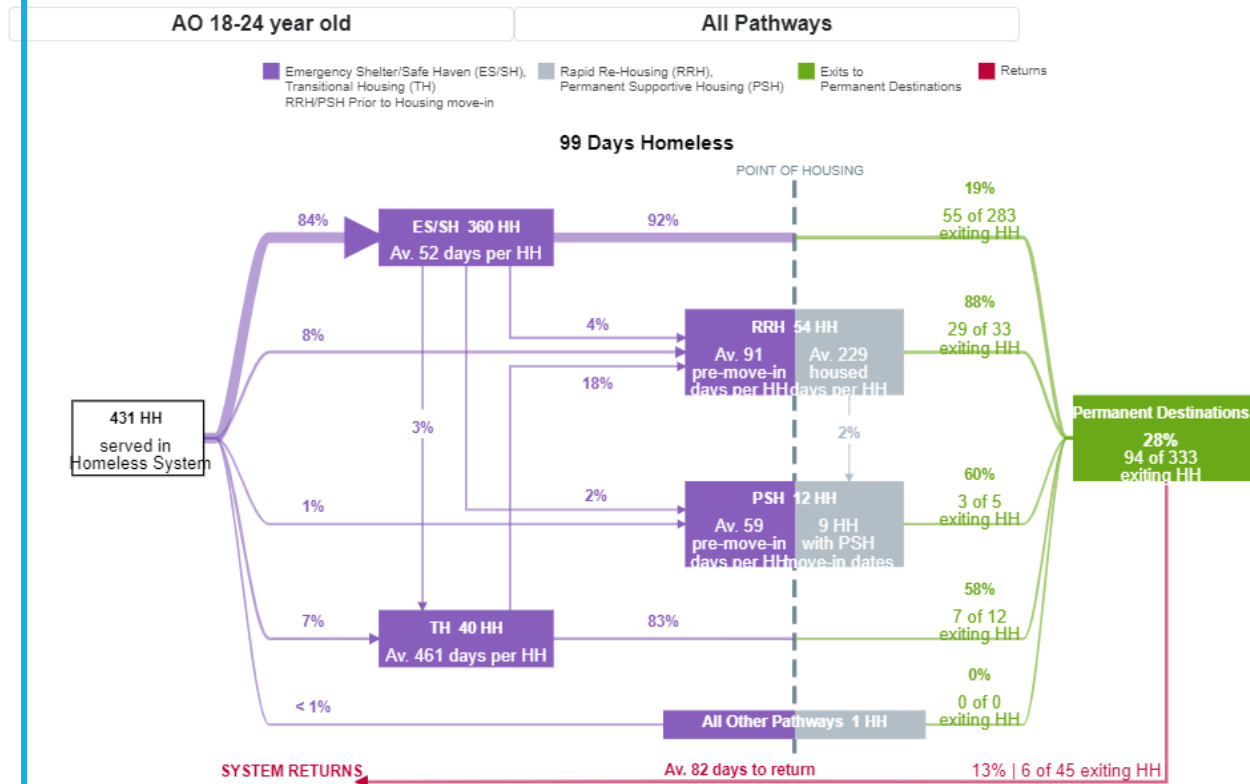 AO 18-24 year old
All Pathways
Emergency Shelter/Safe Haven (ES/SH),
Transitional Housing (TH)
RRH/PSH Prior to Housing move-in
Rapid Re-Housing (RRH),
Permanent Supportive Housing (PSH)
Exits to
Permanent Destinations
Returns
99 Days Homeless
POINT OF HOUSING
84%
ES/SH 360 HH
Av. 52 days per HH
92%
19%
55 of 283
exiting HH
8%
4%
18%
RRH 54 HH
Av. 91
pre-move-in
days per HH
Av. 229
housed
days per HH
88%
29 of 33
exiting HH
431 HH
served in
Homeless System
3%
2%
Permanent Destinations
28%
94 of 333
exiting HH
1%
2%
PSH 12 HH
Av. 59
pre-move-in
days per HH
9 HH
with PSH
move-in dates
60%
3 of 5
exiting HH
7%
TH 40 HH
Av. 461 days per HH
83%
58%
7 of 12
exiting HH
< 1%
All Other Pathways 1 HH
0%
0 of 0
exiting HH
SYSTEM RETURNS
Av. 82 days to return
13% | 6 of 45 exiting HH